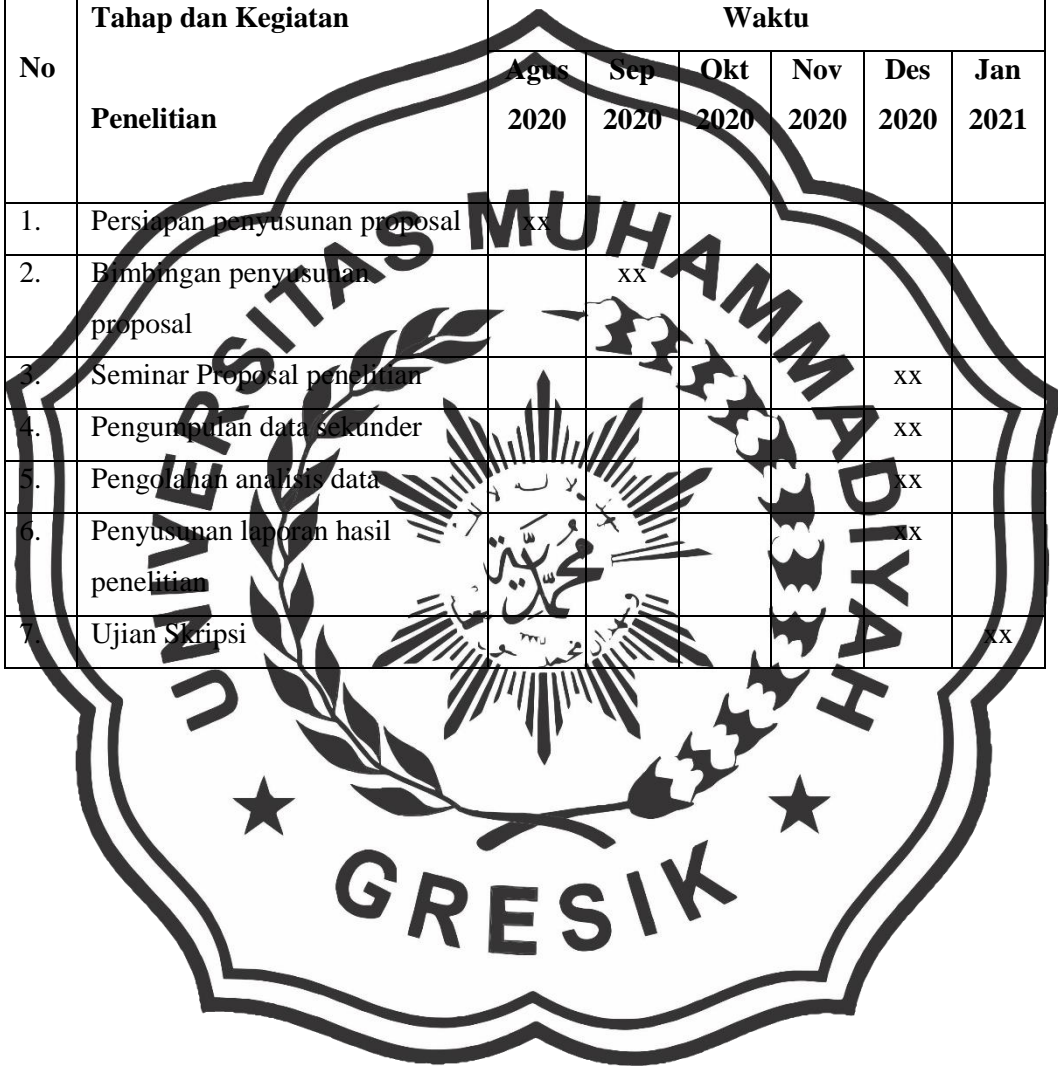 Tahap dan Kegiatan Waktu
No Agus Sep Okt Nov Des Jan
Penelitian 2020 2020 2020 2020 2020 2021
1. Persiapan penyusunan proposal xx
2. Bimbingan penyusunan xx
proposal
3. Seminar Proposal penelitian xx
4. Pengumpulan data sekunder xx
5. Pengolahan analisis data xx
6. Penyusunan laporan hasil xx
penelitian
7. Ujian Skripsi xx
UNIVERSITAS MUHAMMADIYAH
GRESIK